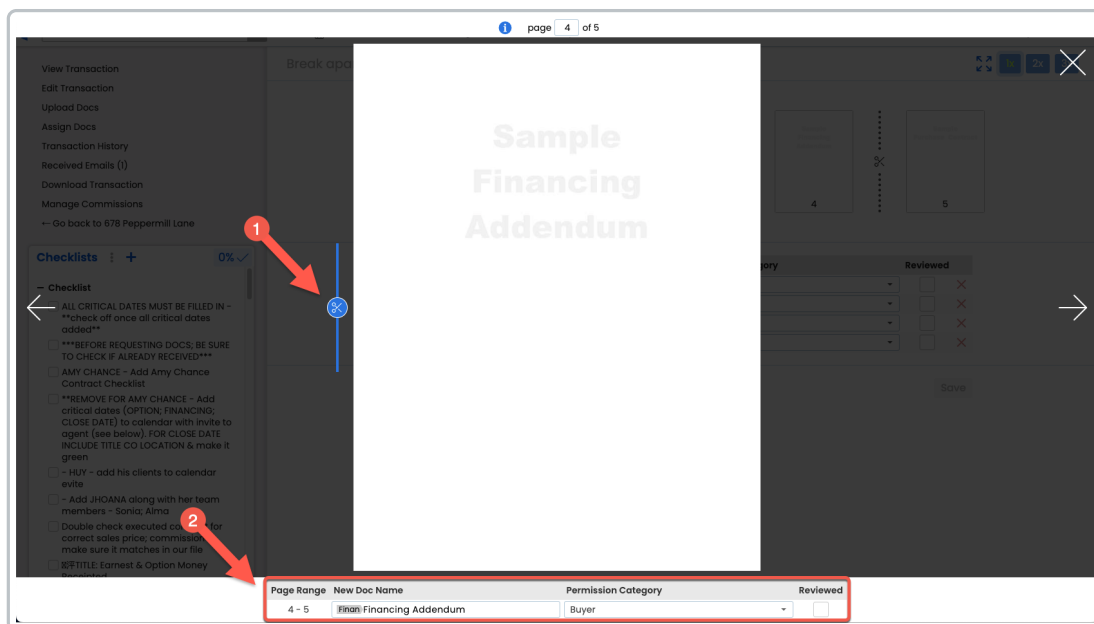 page 4 of 5
View Transaction
Edit Transaction
Upload Docs
Assign Docs
Transaction History
Received Emails (1)
Download Transaction
Manage Commissions
Go back to 678 Peppermill Lane
Break apa
1x 2x
4
5
Sample
Financing
Addendum
1
Checklists
0%
Checklist
ALL CRITICAL DATES MUST BE FILLED IN -
**check off once all critical dates
added**
***BEFORE REQUESTING DOCS; BE SURE
TO CHECK IF ALREADY RECEIVED***
AMY CHANCE - Add Amy Chance
Contract Checklist
**REMOVE FOR AMY CHANCE - Add
critical dates (OPTION; FINANCING;
CLOSE DATE) to calendar with invite to
agent (see below). FOR CLOSE DATE
INCLUDE TITLE CO LOCATION & make it
green
- HUY - add his clients to calendar
evite
- Add JHOANA along with her team
members - Sonia; Alma
Double check executed for
correct sales price; commission
make sure it matches in our file
TITLE: Earnest & Option Money
gory Reviewed
Save
2
Page Range New Doc Name Permission Category Reviewed
4 - 5 Finan Financing Addendum Buyer